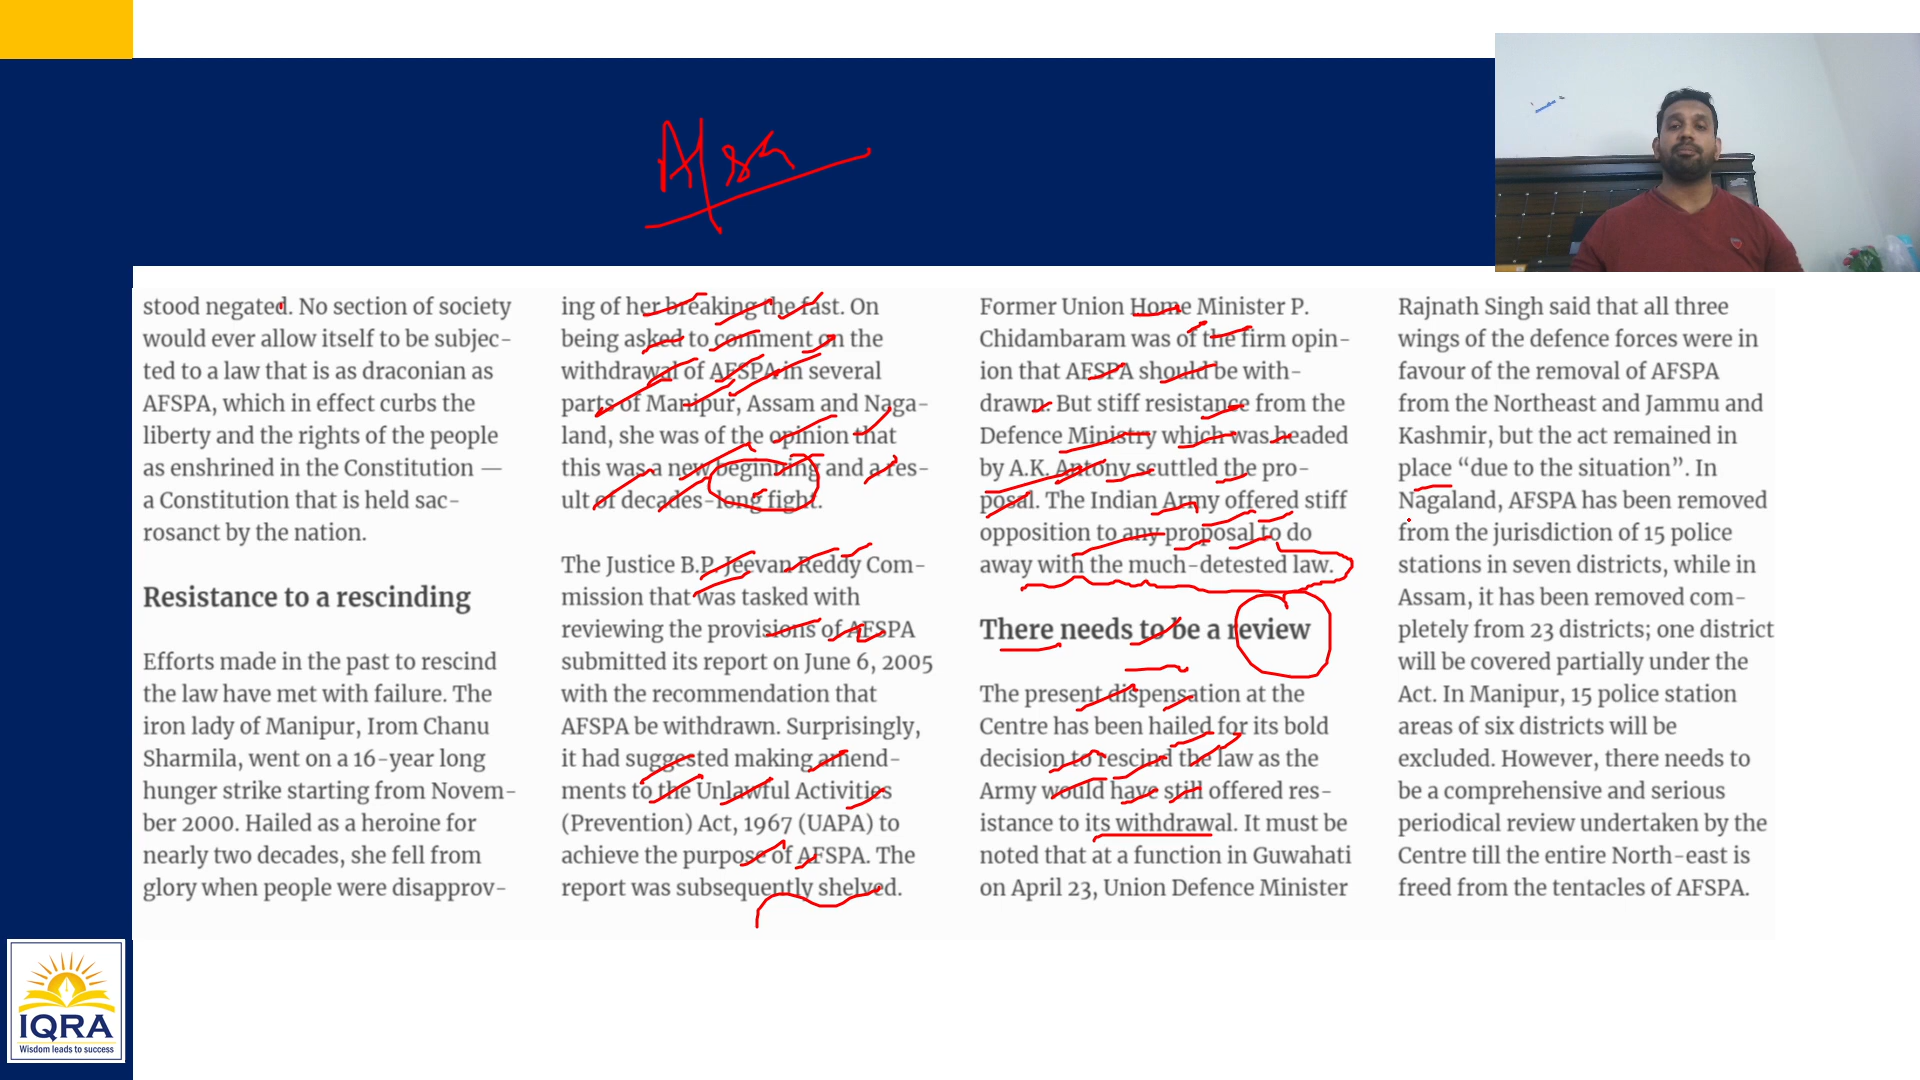 Afsa
stood negated. No section of society
would ever allow itself to be subjec-
ted to a law that is as draconian as
AFSPA, which in effect curbs the
liberty and the rights of the people
as enshrined in the Constitution —
a Constitution that is held sac-
rosanct by the nation.
Resistance to a rescinding
Efforts made in the past to rescind
the law have met with failure. The
iron lady of Manipur, Irom Chanu
Sharmila, went on a 16-year long
hunger strike starting from Novem-
ber 2000. Hailed as a heroine for
nearly two decades, she fell from
glory when people were disapprov-
ing of her breaking the fast. On
being asked to comment on the
withdrawal of AFSPA in several
parts of Manipur, Assam and Naga-
land, she was of the opinion that
this was a new beginning and a res-
ult of decades-long fight.
The Justice B.P. Jeevan Reddy Com-
mission that was tasked with
reviewing the provisions of AFSPA
submitted its report on June 6, 2005
with the recommendation that
AFSPA be withdrawn. Surprisingly,
it had suggested making amend-
ments to the Unlawful Activities
(Prevention) Act, 1967 (UAPA) to
achieve the purpose of AFSPA. The
report was subsequently shelved.
Former Union Home Minister P.
Chidambaram was of the firm opin-
ion that AFSPA should be with-
drawn. But stiff resistance from the
Defence Ministry which was headed
by A.K. Antony scuttled the pro-
posal. The Indian Army offered stiff
opposition to any proposal to do
away with the much-detested law.
There needs to be a review
The present dispensation at the
Centre has been hailed for its bold
decision to rescind the law as the
Army would have still offered res-
istance to its withdrawal. It must be
noted that at a function in Guwahati
on April 23, Union Defence Minister
Rajnath Singh said that all three
wings of the defence forces were in
favour of the removal of AFSPA
from the Northeast and Jammu and
Kashmir, but the act remained in
place “due to the situation”. In
Nagaland, AFSPA has been removed
from the jurisdiction of 15 police
stations in seven districts, while in
Assam, it has been removed com-
pletely from 23 districts; one district
will be covered partially under the
Act. In Manipur, 15 police station
areas of six districts will be
excluded. However, there needs to
be a comprehensive and serious
periodical review undertaken by the
Centre till the entire North-east is
freed from the tentacles of AFSPA.
IQRA
Wisdom leads to success